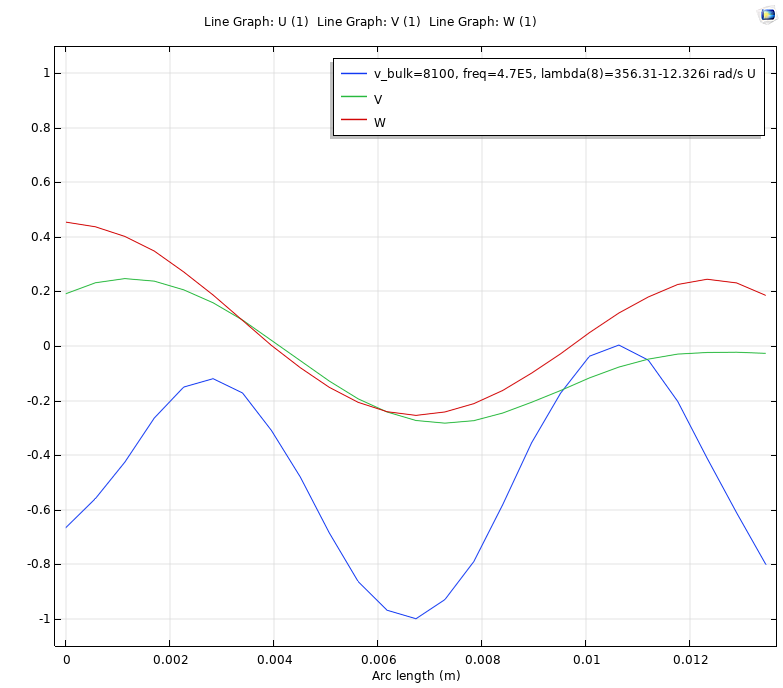 Line Graph: U (1) Line Graph: V (1) Line Graph: W (1)
v_bulk=8100, freq=4.7E5, lambda(8)=356.31-12.326i rad/s U
V
W
1
0.8
0.6
0.4
0.2
0
-0.2
-0.4
-0.6
-0.8
-1
0 0.002 0.004 0.006 0.008 0.01 0.012
Arc length (m)